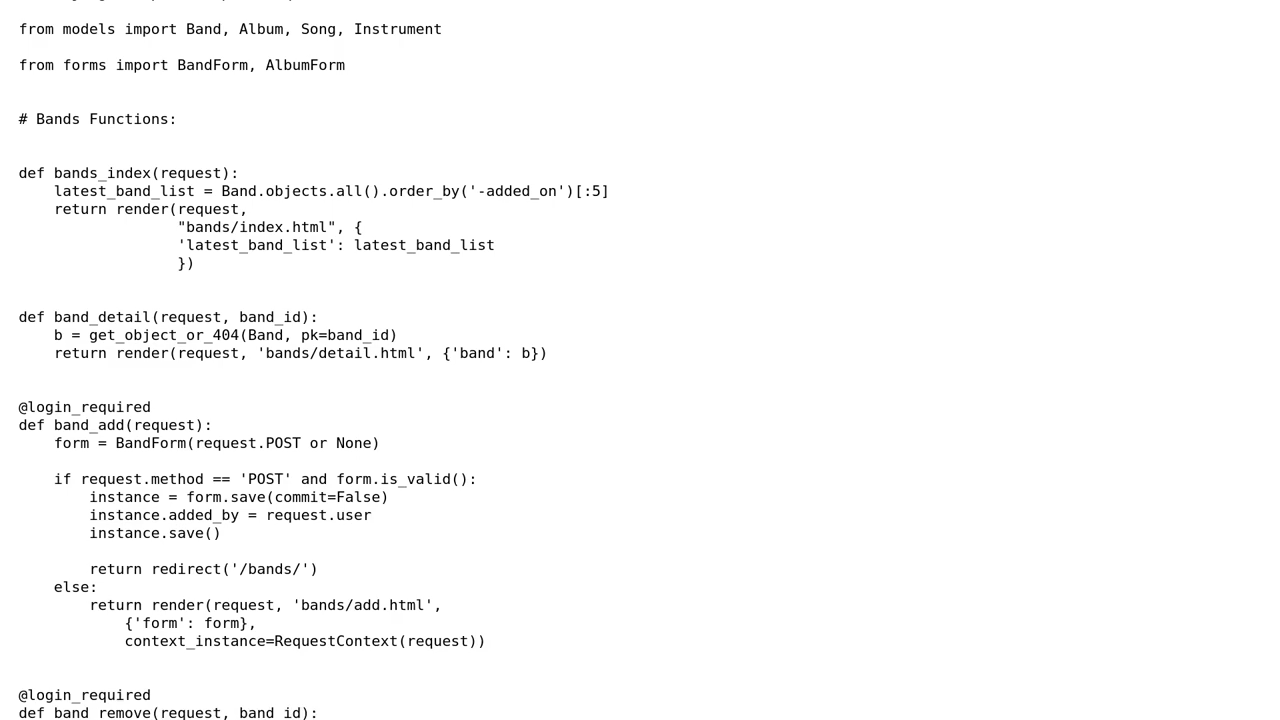 from models import Band, Album, Song, Instrument
from forms import BandForm, AlbumForm
# Bands Functions:
def bands_index(request):
    latest_band_list = Band.objects.all().order_by('-added_on')[:5]
    return render(request,
                  "bands/index.html", {
                  'latest_band_list': latest_band_list
                  })
def band_detail(request, band_id):
    b = get_object_or_404(Band, pk=band_id)
    return render(request, 'bands/detail.html', {'band': b})
@login_required
def band_add(request):
    form = BandForm(request.POST or None)
    if request.method == 'POST' and form.is_valid():
        instance = form.save(commit=False)
        instance.added_by = request.user
        instance.save()
        return redirect('/bands/')
    else:
        return render(request, 'bands/add.html',
            {'form': form},
            context_instance=RequestContext(request))
@login_required
def band_remove(request, band_id):